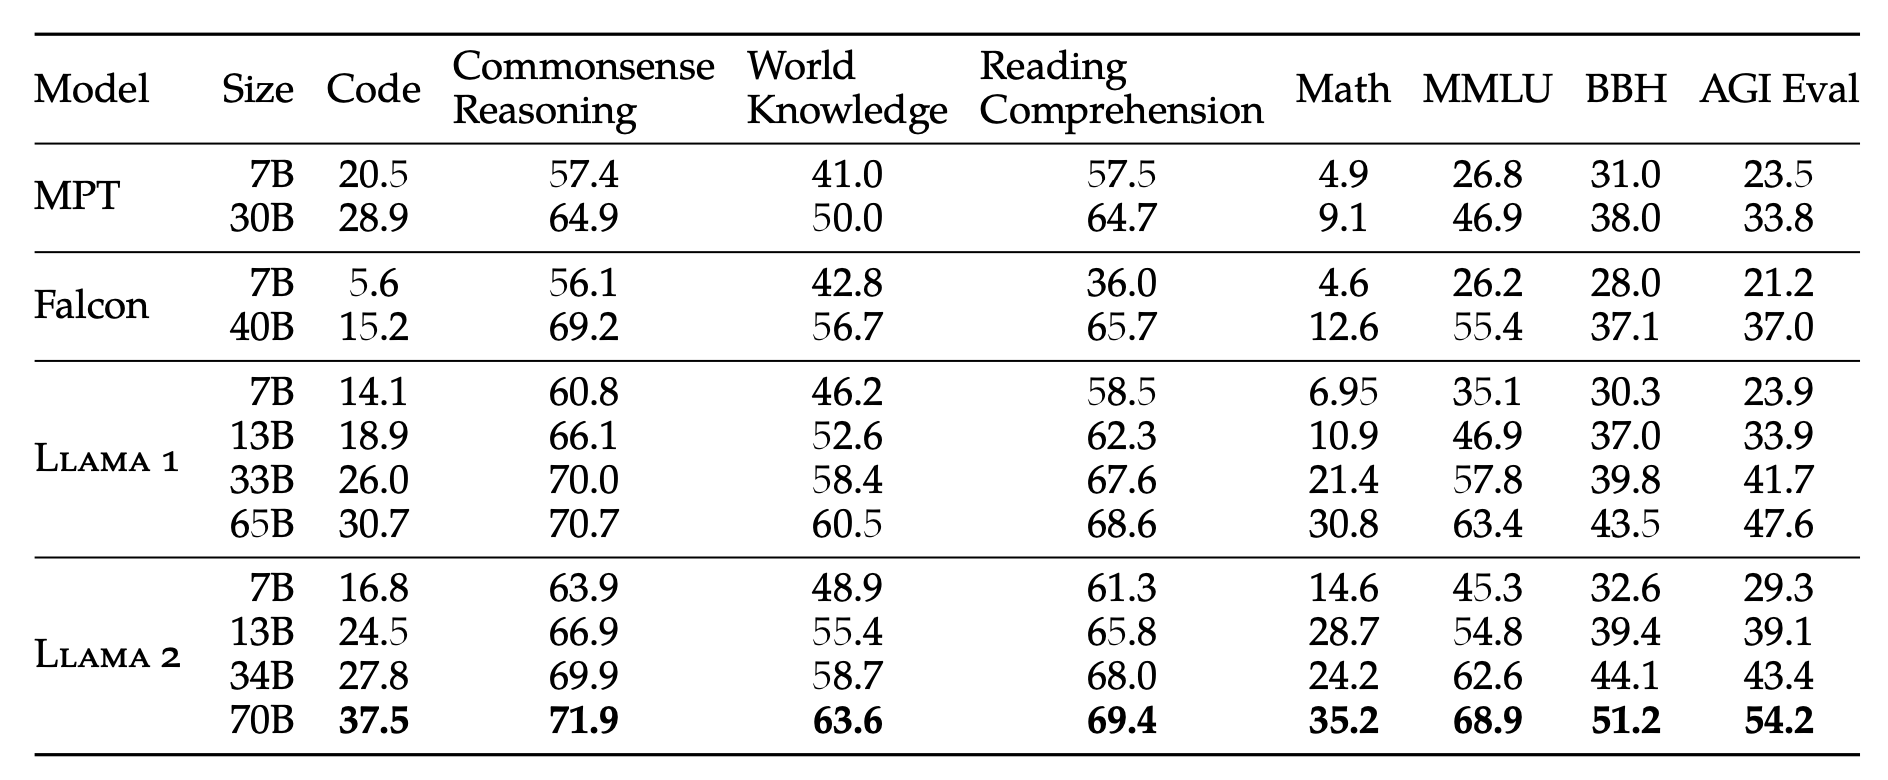 Model Size Code Commonsense Reasoning World Knowledge Reading Comprehension Math MMLU BBH AGI Eval
MPT 7B 20.5 57.4 41.0 57.5 4.9 26.8 31.0 23.5
30B 28.9 64.9 50.0 64.7 9.1 46.9 38.0 33.8
Falcon 7B 5.6 56.1 42.8 36.0 4.6 26.2 28.0 21.2
40B 15.2 69.2 56.7 65.7 12.6 55.4 37.1 37.0
LLAMA 1 7B 14.1 60.8 46.2 58.5 6.95 35.1 30.3 23.9
13B 18.9 66.1 52.6 62.3 10.9 46.9 37.0 33.9
33B 26.0 70.0 58.4 67.6 21.4 57.8 39.8 41.7
65B 30.7 70.7 60.5 68.6 30.8 63.4 43.5 47.6
LLAMA 2 7B 16.8 63.9 48.9 61.3 14.6 45.3 32.6 29.3
13B 24.5 66.9 55.4 65.8 28.7 54.8 39.4 39.1
34B 27.8 69.9 58.7 68.0 24.2 62.6 44.1 43.4
70B 37.5 71.9 63.6 69.4 35.2 68.9 51.2 54.2